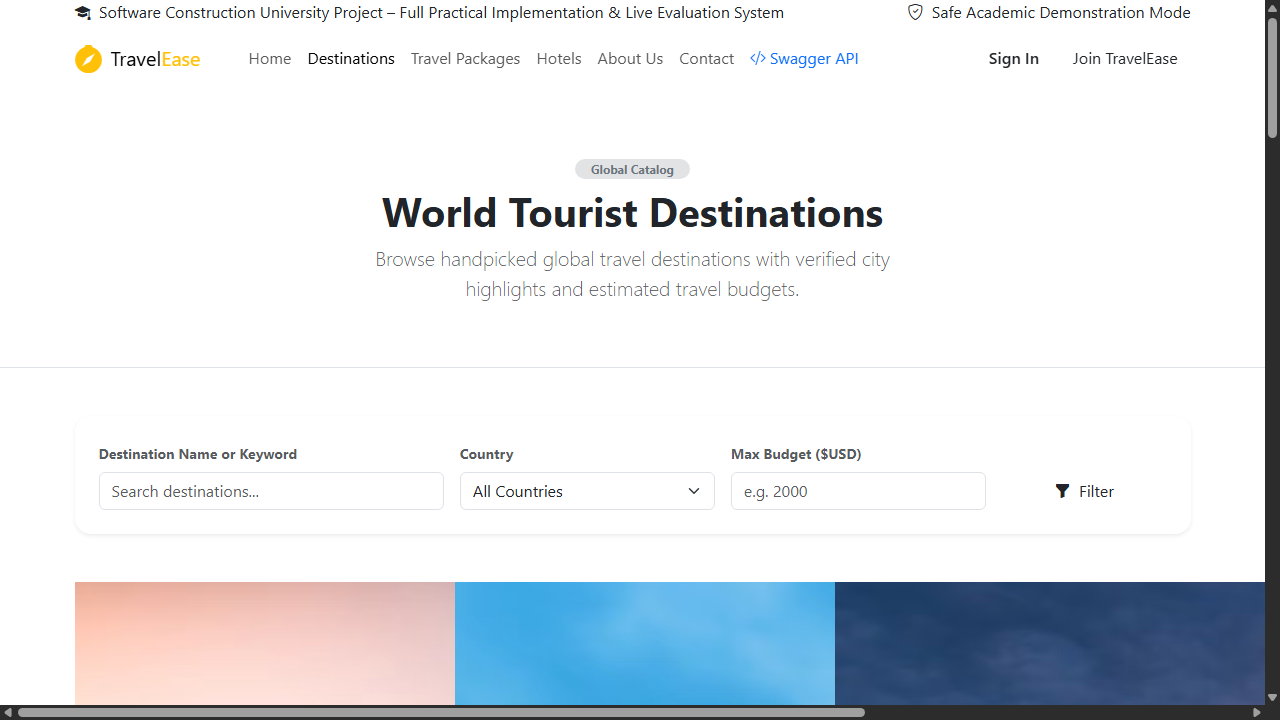 Software Construction University Project – Full Practical Implementation & Live Evaluation System
Safe Academic Demonstration Mode
TravelEase
Home
Destinations
Travel Packages
Hotels
About Us
Contact
Swagger API
Sign In
Join TravelEase
Global Catalog
World Tourist Destinations
Browse handpicked global travel destinations with verified city
highlights and estimated travel budgets.
Destination Name or Keyword
Country
Max Budget ($USD)
Search destinations...
All Countries
e.g. 2000
Filter